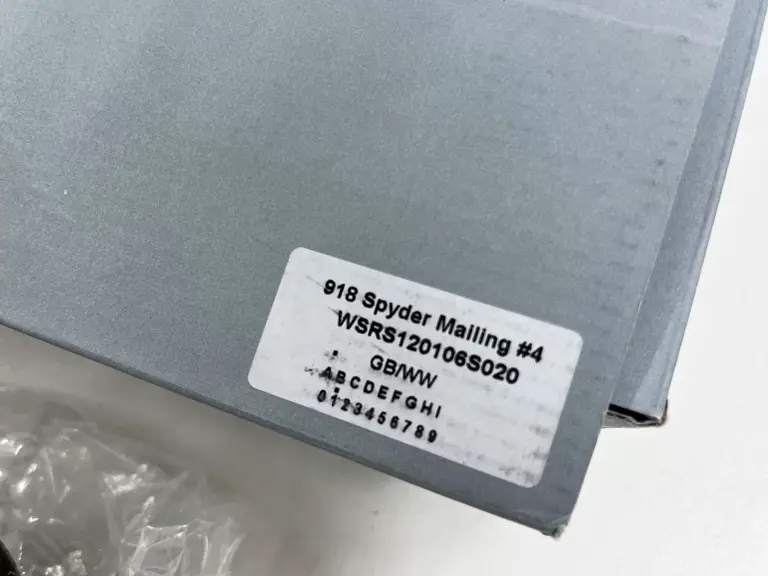 918 Spyder Mailing #4
WSRS120106S020
GB/WW
ABCDEFGHI
0123456789